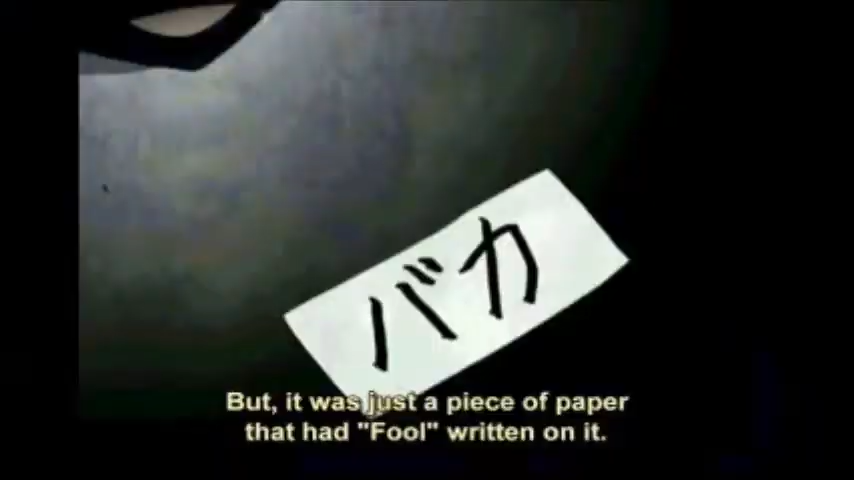 バカ
But, it was just a piece of paper
that had "Fool" written on it.